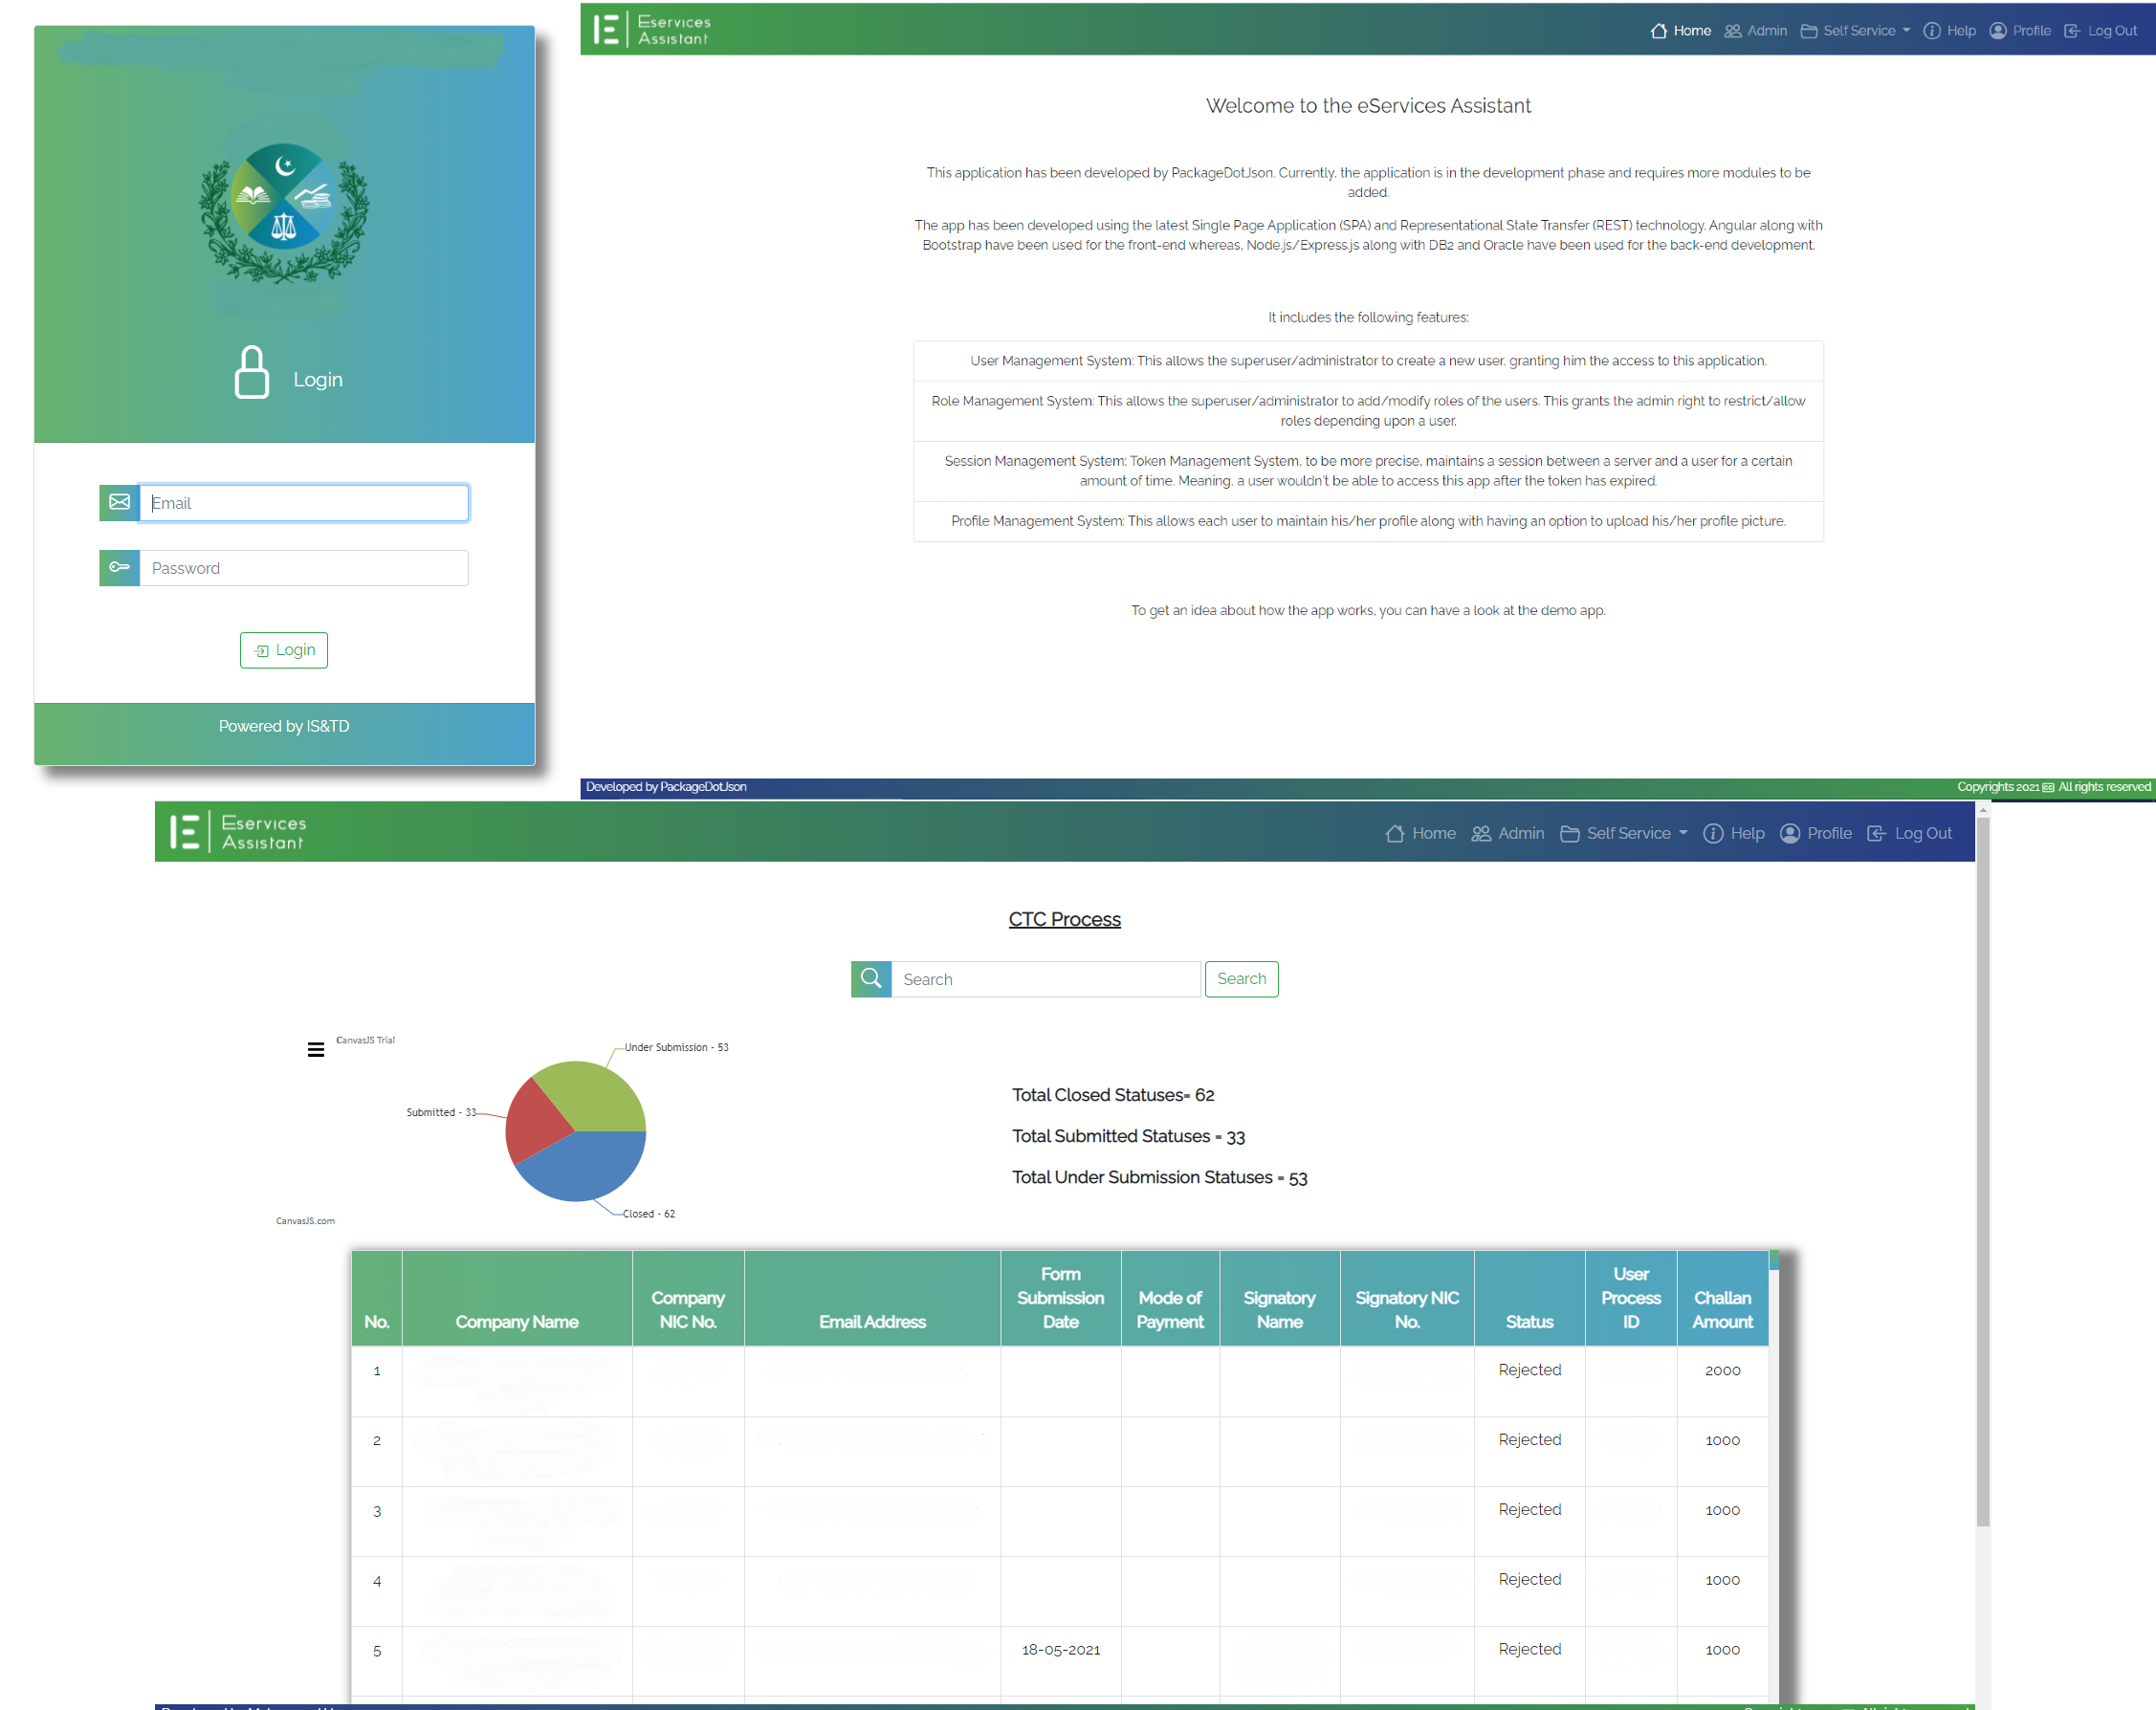 Login
Email
Password
Login
Powered by IS&TD
Eservices
Assistant
Home Admin Self Service Help Profile Log Out
Welcome to the eServices Assistant
This application has been developed by PackageDotJson. Currently, the application is in the development phase and requires more modules to be
added.
The app has been developed using the latest Single Page Application (SPA) and Representational State Transfer (REST) technology. Angular along with
Bootstrap have been used for the front-end whereas, Node.js/Express.js along with DB2 and Oracle have been used for the back-end development.
It includes the following features:
User Management System: This allows the superuser/administrator to create a new user, granting him the access to this application.
Role Management System: This allows the superuser/administrator to add/modify roles of the users. This grants the admin right to restrict/allow
roles depending upon a user.
Session Management System: Token Management System, to be more precise, maintains a session between a server and a user for a certain
amount of time. Meaning, a user wouldn't be able to access this app after the token has expired.
Profile Management System: This allows each user to maintain his/her profile along with having an option to upload his/her profile picture.
To get an idea about how the app works, you can have a look at the demo app.
Developed by PackageDotJson
Copyrights 2021 All rights reserved
Eservices
Assistant
Home Admin Self Service Help Profile Log Out
CTC Process
Search Search
CanvasJS Trial
Under Submission - 53
Submitted - 33
Closed - 62
CanvasJS.com
Total Closed Statuses= 62
Total Submitted Statuses = 33
Total Under Submission Statuses = 53
No. Company Name Company NIC No. Email Address Form Submission Date Mode of Payment Signatory Name Signatory NIC No. Status User Process ID Challan Amount
1 Rejected 2000
2 Rejected 1000
3 Rejected 1000
4 Rejected 1000
5 18-05-2021 Rejected 1000